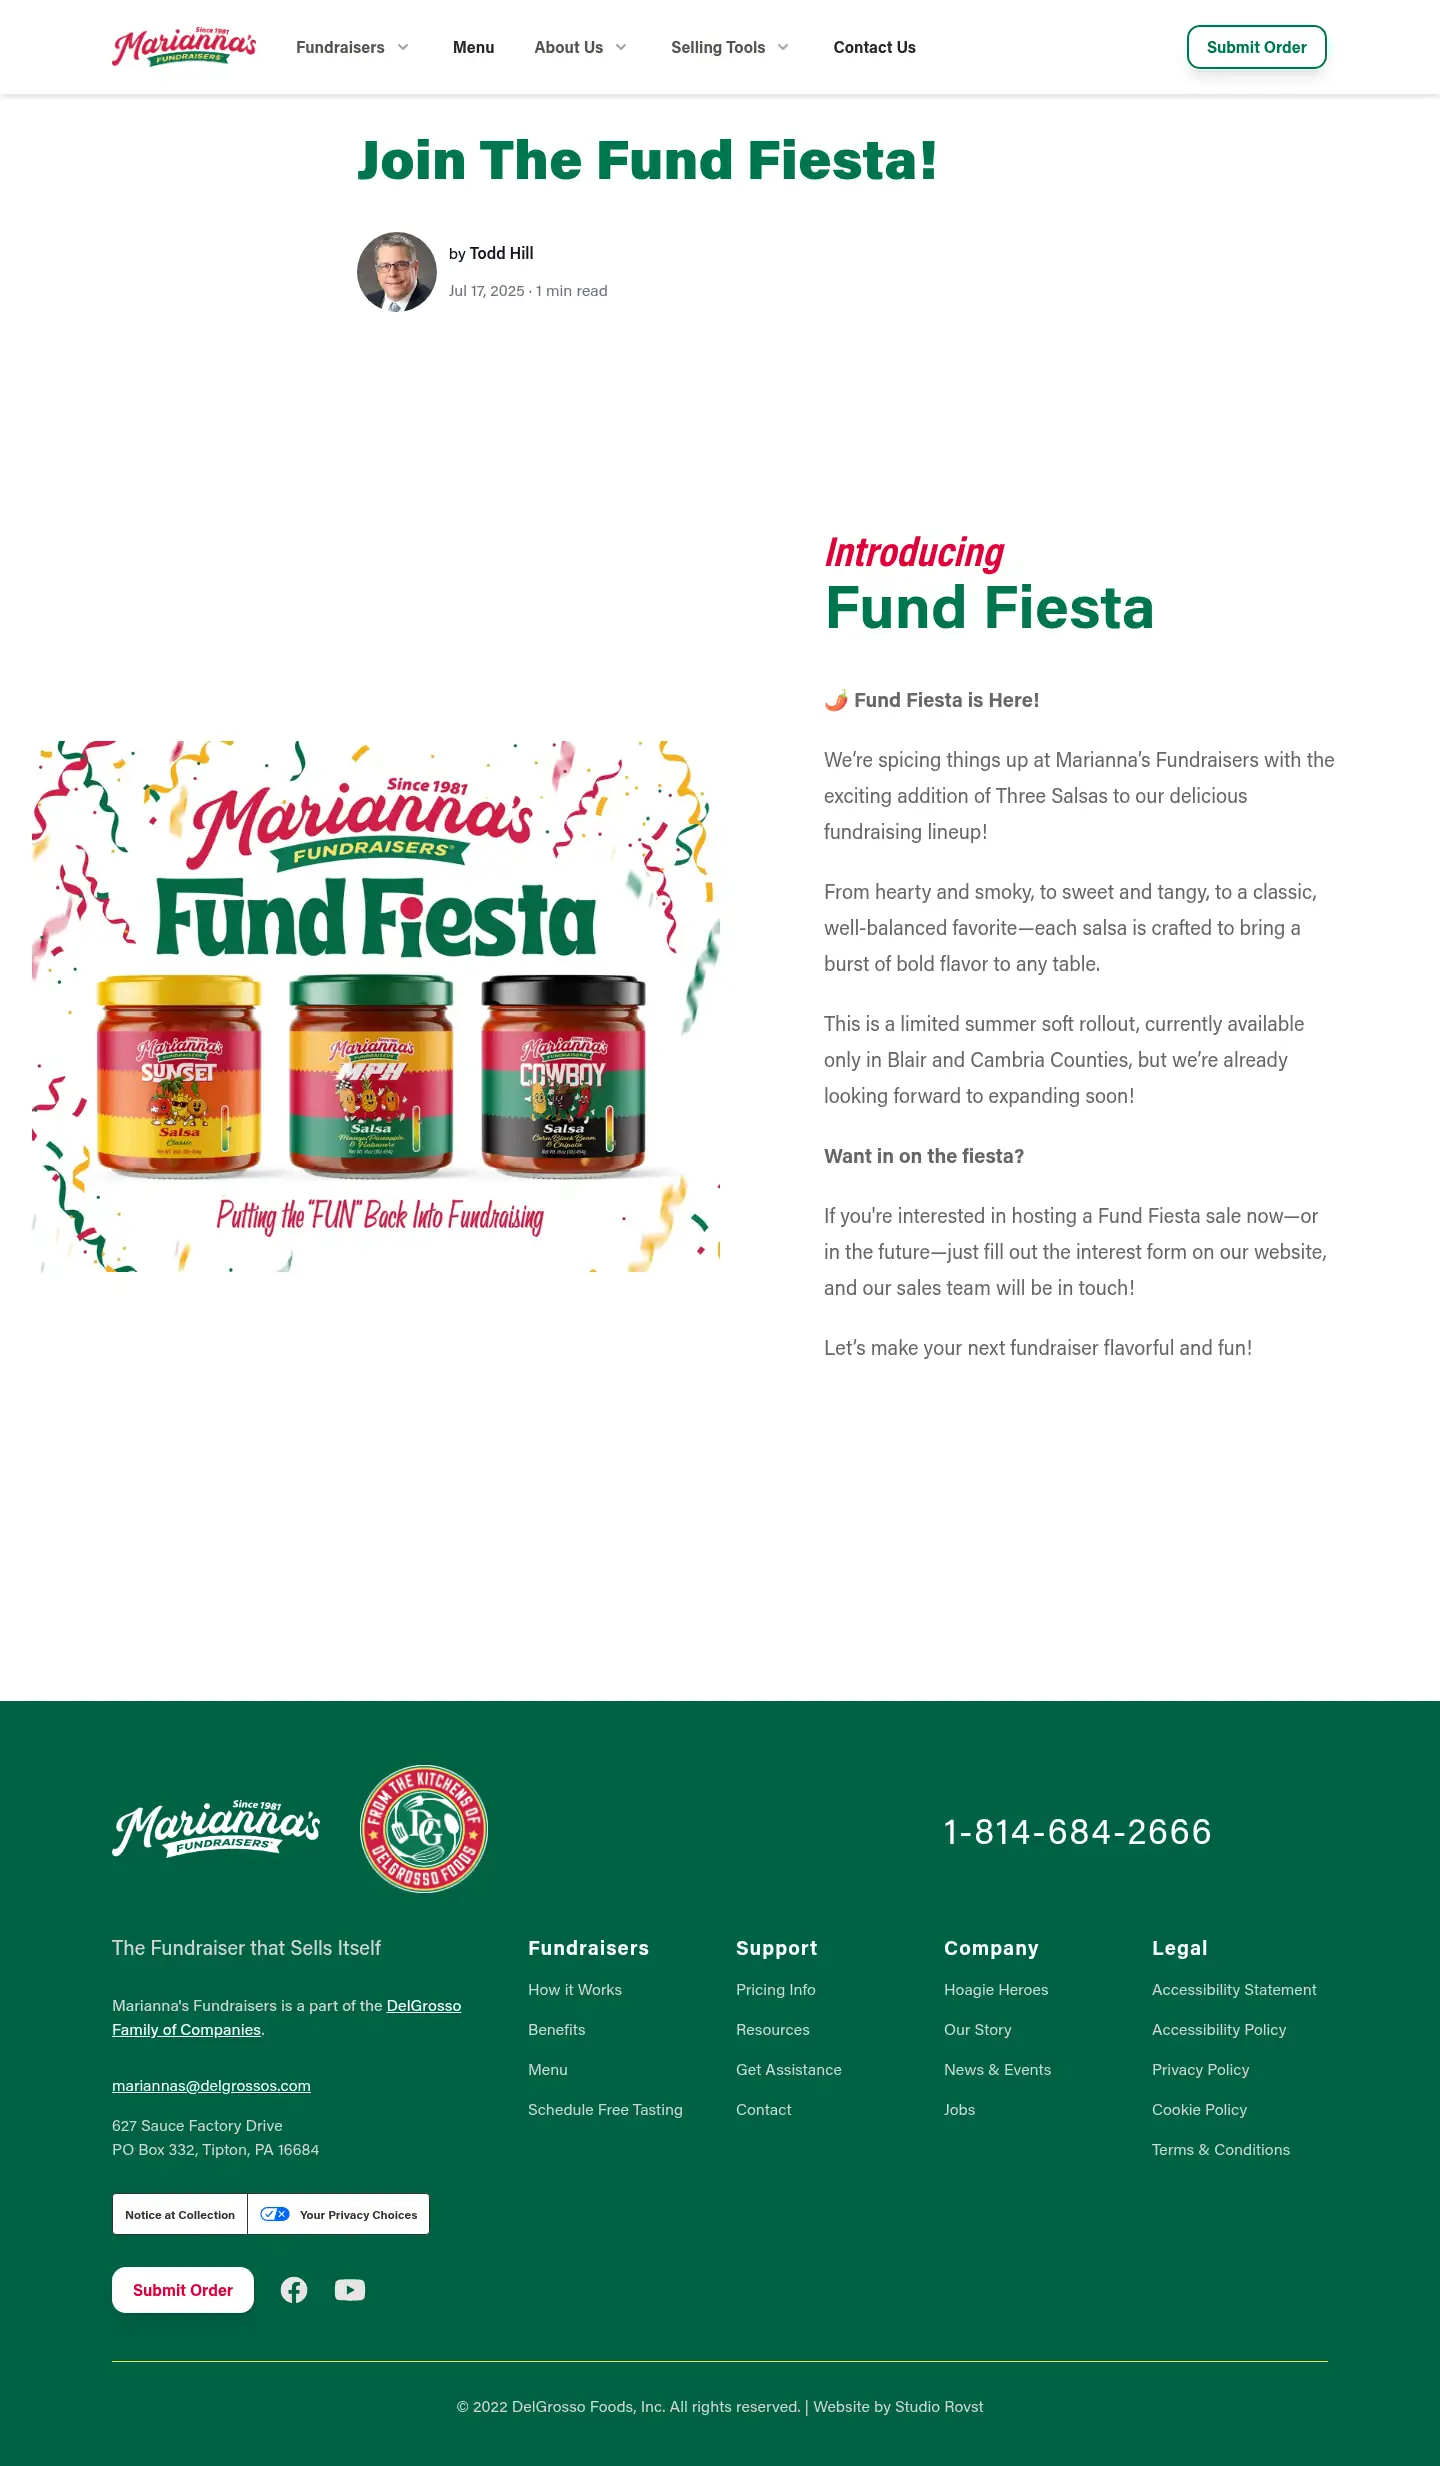 Since 1981
Marianna's
FUNDRAISERS®
Fundraisers
Menu
About Us
Selling Tools
Contact Us
Submit Order
Join The Fund Fiesta!
by Todd Hill
Jul 17, 2025 · 1 min read
Introducing
Fund Fiesta
🌶️ Fund Fiesta is Here!
We’re spicing things up at Marianna’s Fundraisers with the
exciting addition of Three Salsas to our delicious
fundraising lineup!
From hearty and smoky, to sweet and tangy, to a classic,
well-balanced favorite—each salsa is crafted to bring a
burst of bold flavor to any table.
This is a limited summer soft rollout, currently available
only in Blair and Cambria Counties, but we’re already
looking forward to expanding soon!
Want in on the fiesta?
If you're interested in hosting a Fund Fiesta sale now—or
in the future—just fill out the interest form on our website,
and our sales team will be in touch!
Let’s make your next fundraiser flavorful and fun!
Since 1981
Marianna's
FUNDRAISERS®
Fund Fiesta
Marianna's
FUNDRAISERS
SUNSET
Salsa
Classic
Marianna's
FUNDRAISERS
MPH
Salsa
Mango, Pineapple
& Habanero
Marianna's
FUNDRAISERS
COWBOY
Salsa
Corn, Black Bean
& Chipotle
Putting the “FUN” Back Into Fundraising
Since 1981
Marianna's
FUNDRAISERS®
FROM THE KITCHENS OF
DG
DELGROSSO FOODS
1-814-684-2666
The Fundraiser that Sells Itself
Marianna's Fundraisers is a part of the DelGrosso
Family of Companies.
mariannas@delgrossos.com
627 Sauce Factory Drive
PO Box 332, Tipton, PA 16684
Notice at Collection
Your Privacy Choices
Submit Order
Fundraisers
How it Works
Benefits
Menu
Schedule Free Tasting
Support
Pricing Info
Resources
Get Assistance
Contact
Company
Hoagie Heroes
Our Story
News & Events
Jobs
Legal
Accessibility Statement
Accessibility Policy
Privacy Policy
Cookie Policy
Terms & Conditions
© 2022 DelGrosso Foods, Inc. All rights reserved. | Website by Studio Rovst